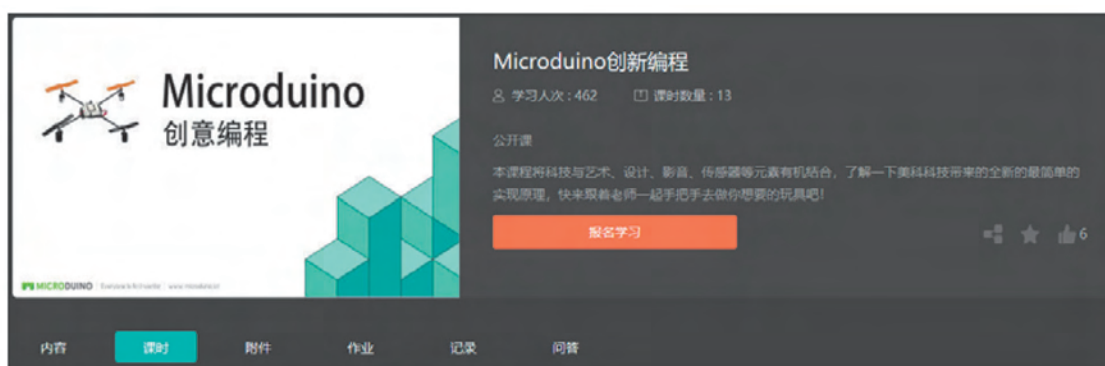 Microduino
创意编程
MICRODUINO
Microduino创新编程
学习人次：462 课时数量：13
公开课
本课程将科技与艺术、设计、影音、传感器等元素有机结合，了解一下美科科技带来的全新的最简单的
实现原理，快来跟着老师一起手把手去做你想要的玩具吧！
报名学习
6
内容 课时 附件 作业 记录 问答